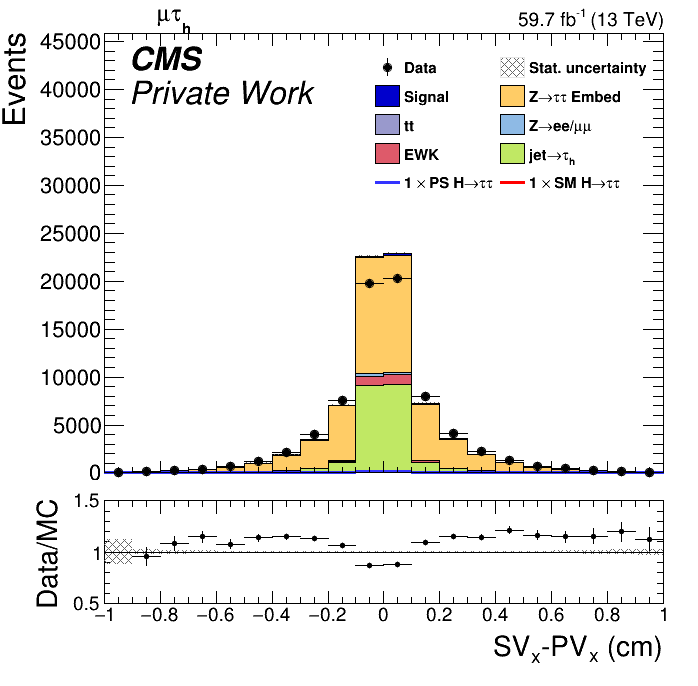 μτh
59.7 fb-1 (13 TeV)
Events
CMS
Private Work
Data
Stat. uncertainty
Signal
Z→ττ Embed
tt
Z→ee/μμ
EWK
jet→τh
1 × PS H→ττ
1 × SM H→ττ
45000
40000
35000
30000
25000
20000
15000
10000
5000
0
Data/MC
1.5
1
0.5
−1 −0.8 −0.6 −0.4 −0.2 0 0.2 0.4 0.6 0.8 1
SVx-PVx (cm)